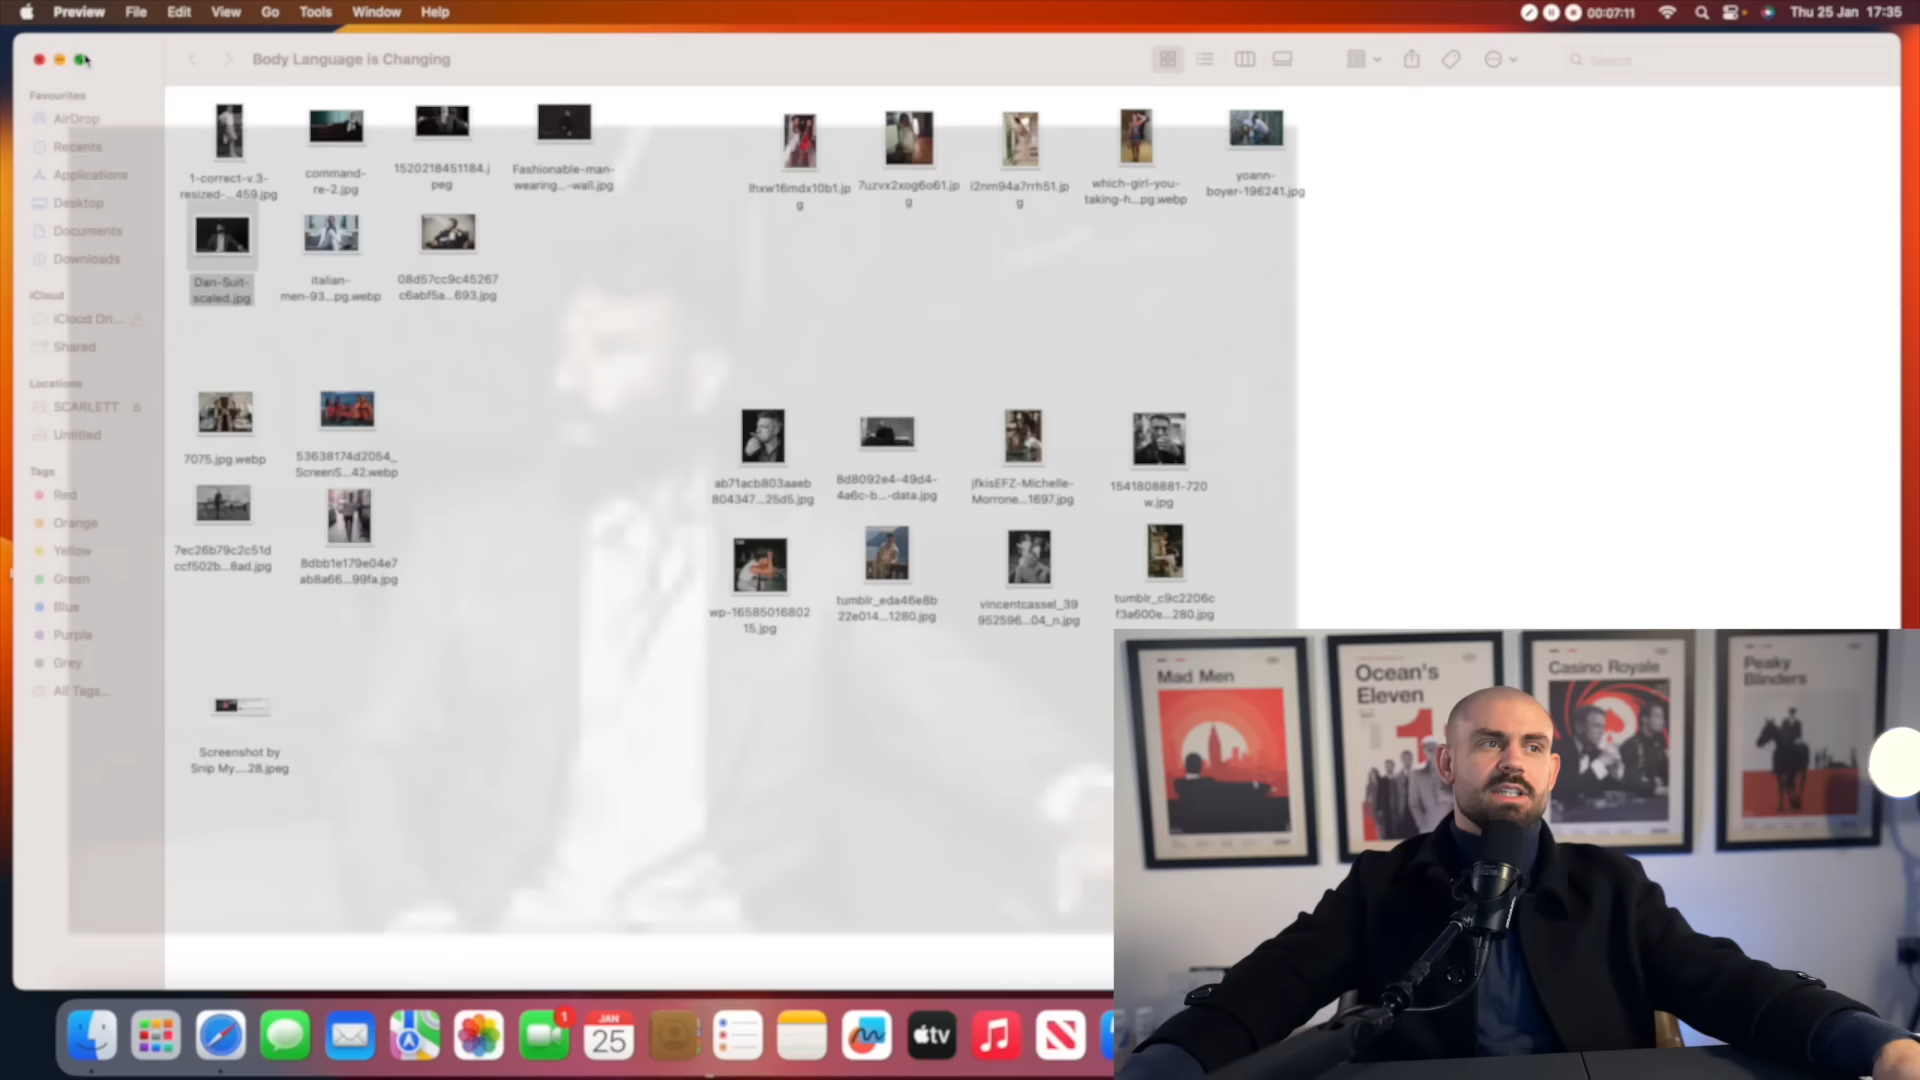 Preview File Edit View Go Tools Window Help
00:07:11
Thu 25 Jan 17:35
Body Language is Changing
Search
Favourites
AirDrop
Recents
Applications
Desktop
Documents
Downloads
iCloud
iCloud Dri...
Shared
Locations
SCARLETT
Untitled
Tags
Red
Orange
Yellow
Green
Blue
Purple
Grey
All Tags...
1-correct-v.3-
resized-...459.jpg
command-
re-2.jpg
1520218451184.j
peg
Fashionable-man-
wearing...-wall.jpg
lhxw16mdx10b1.jp
g
7uzvx2xog6o61.jp
g
i2nm94a7rrh51.jp
g
which-girl-you-
taking-h...pg.webp
yoann-
boyer-196241.jpg
Dan-Suit-
scaled.jpg
italian-
men-93...pg.webp
08d57cc9c45267
c6abf5a...693.jpg
7075.jpg.webp
53638174d2054_
ScreenS...42.webp
ab71acb803aaeb
804347...25d5.jpg
8d8092e4-49d4-
4a6c-b...-data.jpg
jfkisEFZ-Michelle-
Morrone...1697.jpg
1541808881-720
w.jpg
7ec26b79c2c51d
ccf502b...8ad.jpg
8dbb1e179e04e7
ab8a66...99fa.jpg
wp-16585016802
15.jpg
tumblr_eda46e8b
22e014...1280.jpg
vincentcassel_39
952596...04_n.jpg
tumblr_c9c2206c
f3a600e...280.jpg
Screenshot by
Snip My....28.jpeg
Mad Men
Ocean's
Eleven
Casino Royale
Peaky
Blinders
1
JAN
25
tv